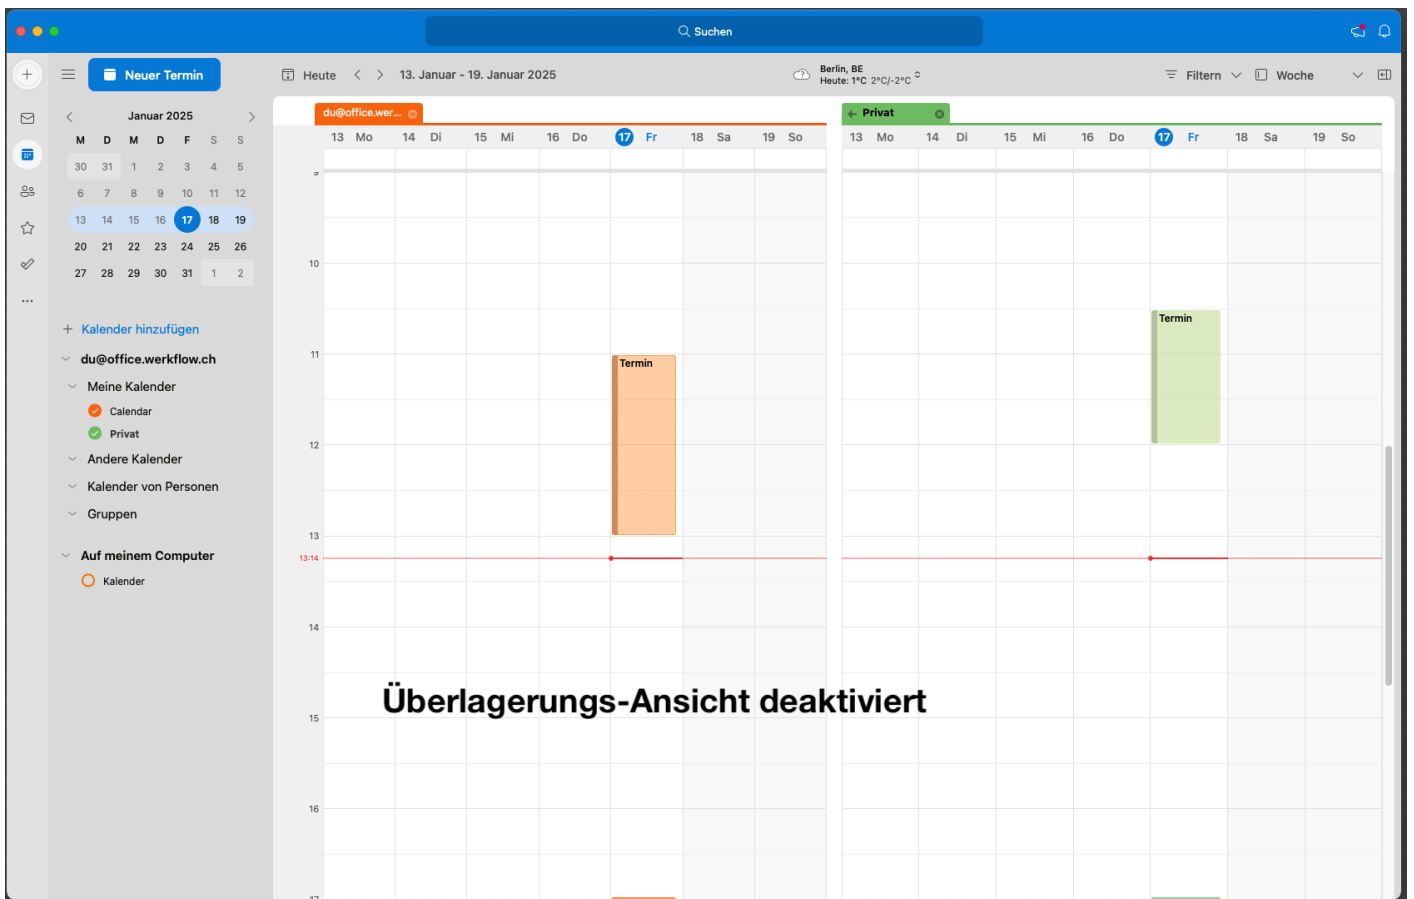 Suchen
Neuer Termin
Heute
13. Januar - 19. Januar 2025
Berlin, BE
Heute: 1°C 2°C/-2°C
Filtern
Woche
Januar 2025
M D M D F S S
30 31 1 2 3 4 5
6 7 8 9 10 11 12
13 14 15 16 17 18 19
20 21 22 23 24 25 26
27 28 29 30 31 1 2
Kalender hinzufügen
du@office.werkflow.ch
Meine Kalender
Calendar
Privat
Andere Kalender
Kalender von Personen
Gruppen
Auf meinem Computer
Kalender
du@office.wer...
13 Mo 14 Di 15 Mi 16 Do 17 Fr 18 Sa 19 So
Privat
13 Mo 14 Di 15 Mi 16 Do 17 Fr 18 Sa 19 So
10
Termin
11
Termin
12
13
13:14
14
Überlagerungs-Ansicht deaktiviert
15
16